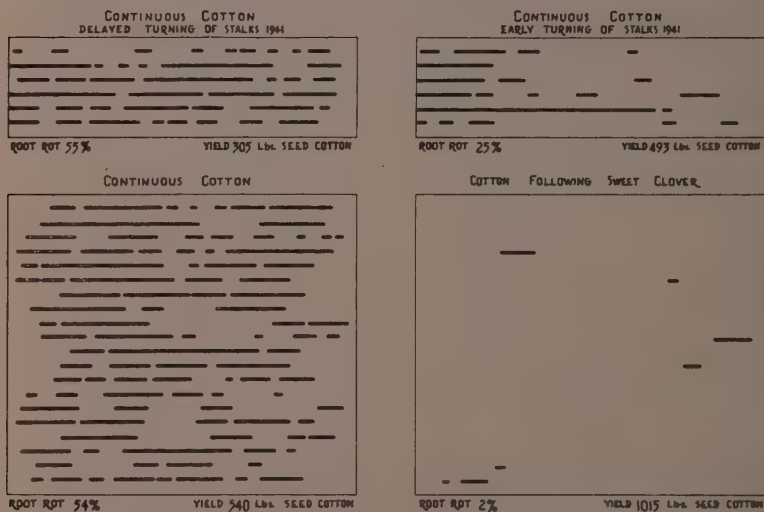 CONTINUOUS COTTON
DELAYED TURNING OF STALKS 1941
ROOT ROT 55% YIELD 305 Lbs. SEED COTTON
CONTINUOUS COTTON
EARLY TURNING OF STALKS 1941
ROOT ROT 25% YIELD 493 Lbs. SEED COTTON
CONTINUOUS COTTON
ROOT ROT 54% YIELD 540 Lbs. SEED COTTON
COTTON FOLLOWING SWEET CLOVER
ROOT ROT 2% YIELD 1015 Lbs. SEED COTTON